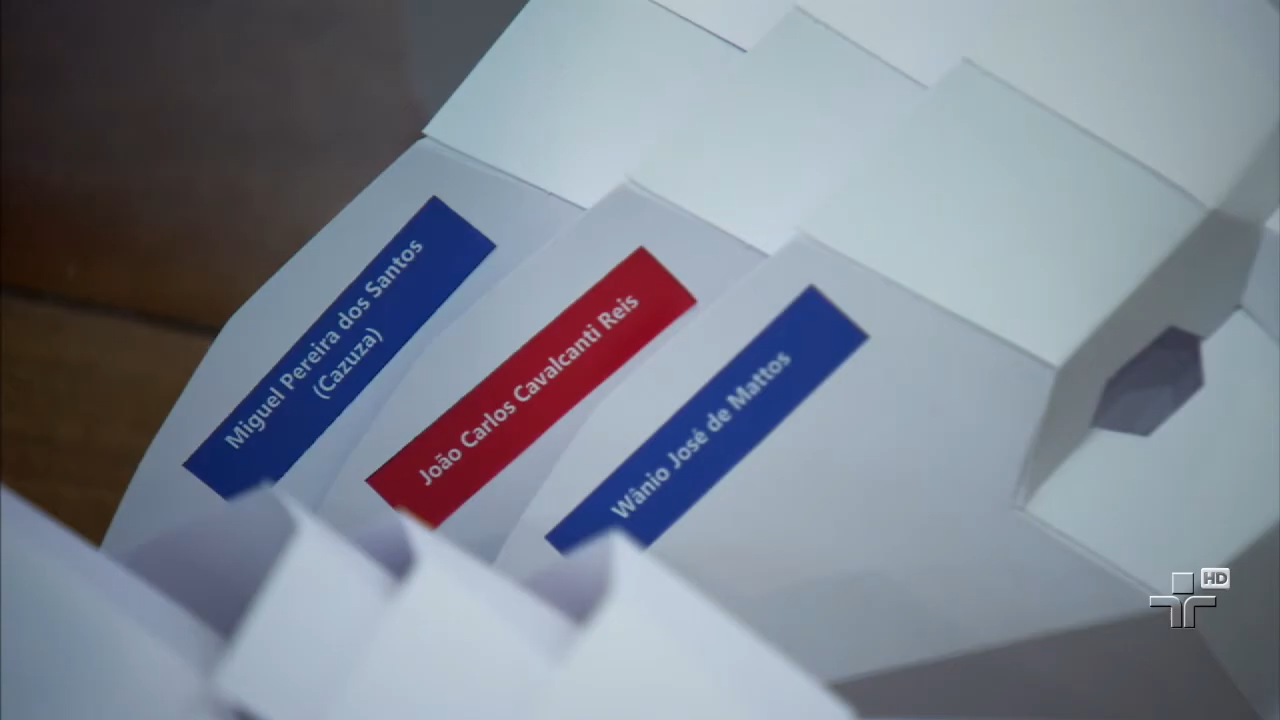 Miguel Pereira dos Santos
(Cazuza)
João Carlos Cavalcanti Reis
Wânio José de Mattos
HD